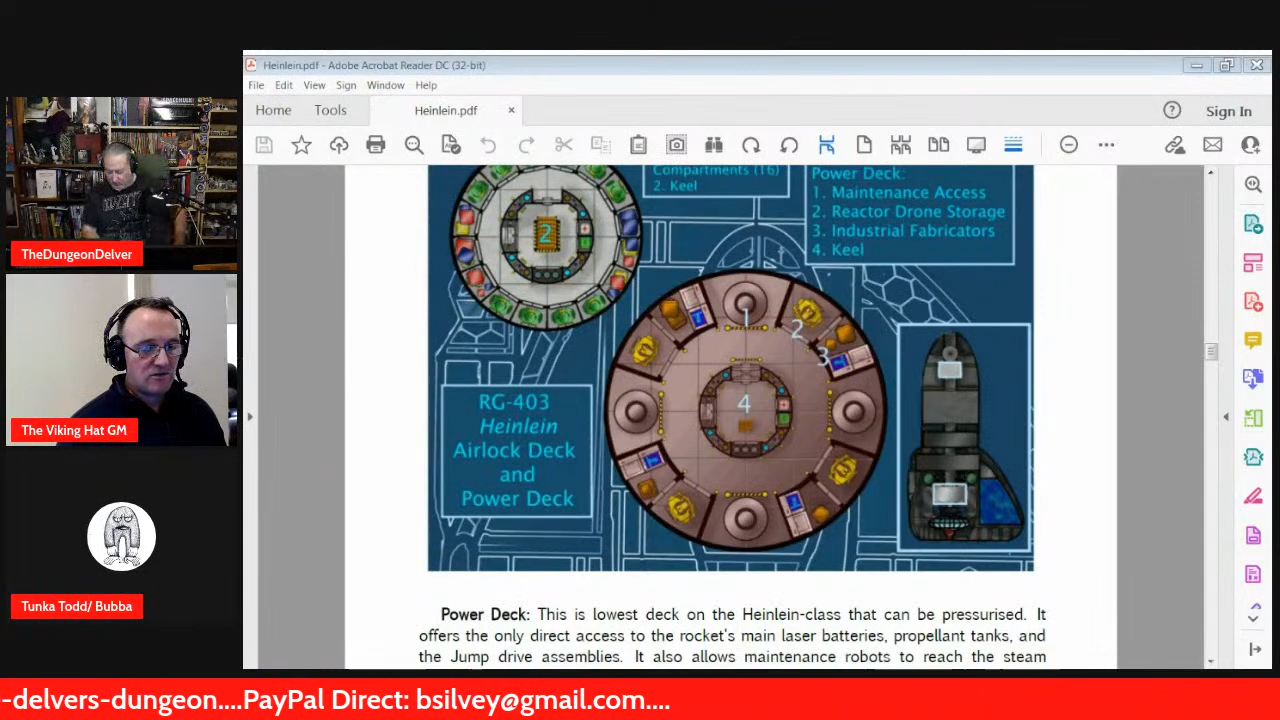 Heinlein.pdf - Adobe Acrobat Reader DC (32-bit)
File Edit View Sign Window Help
Home Tools Heinlein.pdf × Sign In
TheDungeonDelver
The Viking Hat GM
Tunka Todd/ Bubba
Compartments (16)
2. Keel
Power Deck:
1. Maintenance Access
2. Reactor Drone Storage
3. Industrial Fabricators
4. Keel
2
1
2
3
4
RG-403
Heinlein
Airlock Deck
and
Power Deck
Power Deck: This is lowest deck on the Heinlein-class that can be pressurised. It
offers the only direct access to the rocket's main laser batteries, propellant tanks, and
the Jump drive assemblies. It also allows maintenance robots to reach the steam
-delvers-dungeon....PayPal Direct: bsilvey@gmail.com....